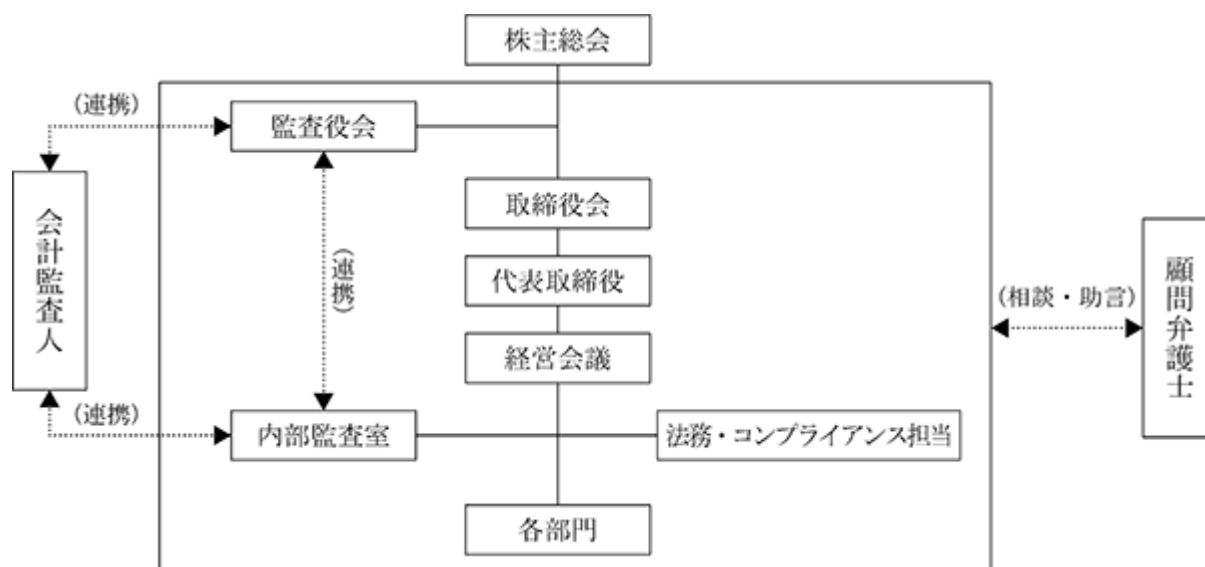 株主総会
(連携)
監査役会
取締役会
会計監査人
(連携)
代表取締役
顧問弁護士
(相談・助言)
経営会議
(連携)
内部監査室
法務・コンプライアンス担当
各部門